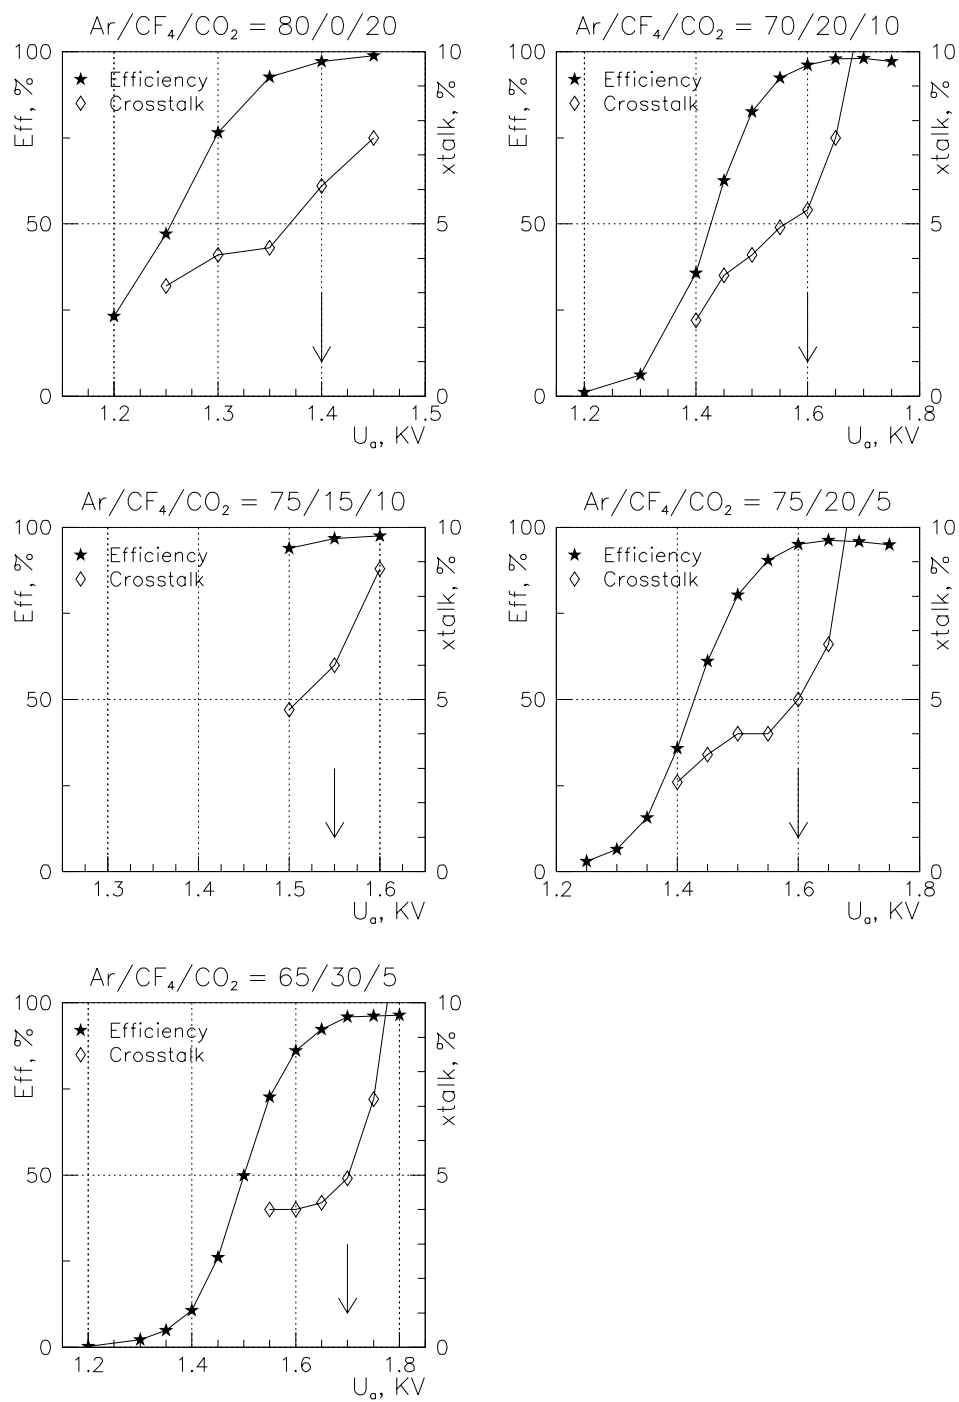 Ar/CF₄/CO₂ = 80/0/20
Eff, %
100
50
0
★ Efficiency
◇ Crosstalk
10
5
0
xtalk, %
1.2 1.3 1.4 1.5
Uₐ, KV
Ar/CF₄/CO₂ = 70/20/10
Eff, %
100
50
0
★ Efficiency
◇ Crosstalk
10
5
0
xtalk, %
1.2 1.4 1.6 1.8
Uₐ, KV
Ar/CF₄/CO₂ = 75/15/10
Eff, %
100
50
0
★ Efficiency
◇ Crosstalk
10
5
0
xtalk, %
1.3 1.4 1.5 1.6
Uₐ, KV
Ar/CF₄/CO₂ = 75/20/5
Eff, %
100
50
0
★ Efficiency
◇ Crosstalk
10
5
0
xtalk, %
1.2 1.4 1.6 1.8
Uₐ, KV
Ar/CF₄/CO₂ = 65/30/5
Eff, %
100
50
0
★ Efficiency
◇ Crosstalk
10
5
0
xtalk, %
1.2 1.4 1.6 1.8
Uₐ, KV